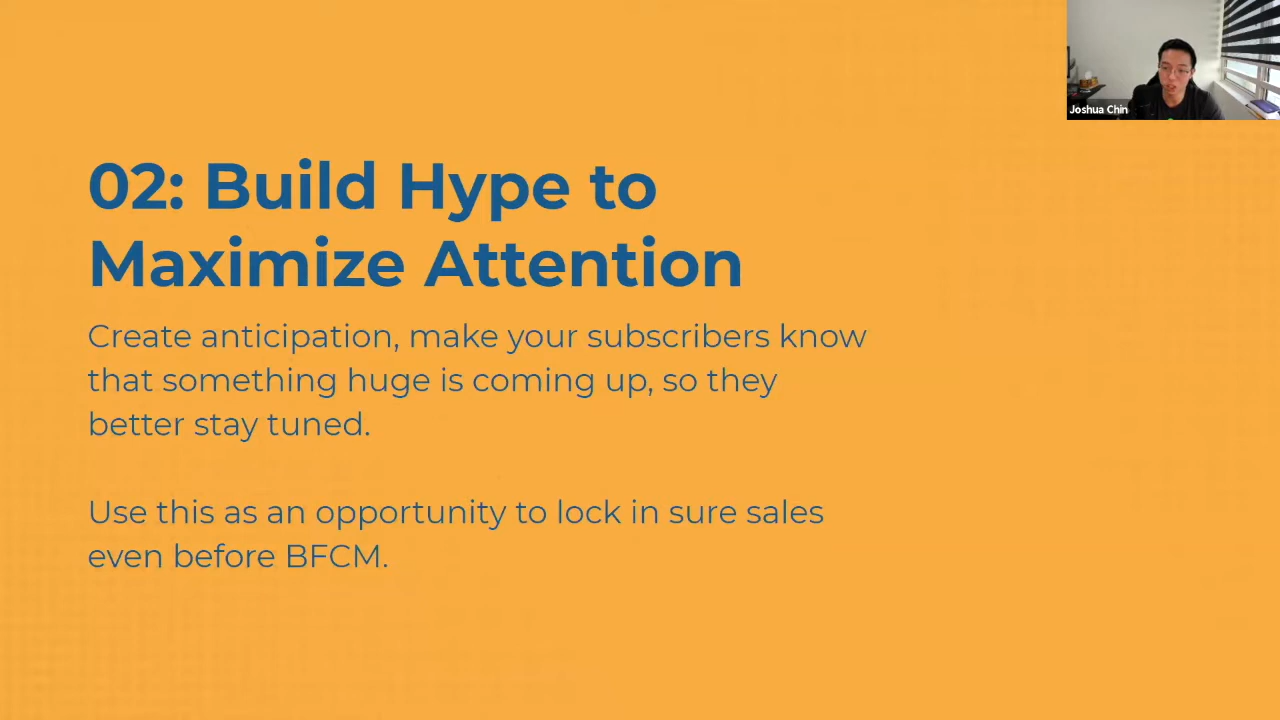 Joshua Chin
02: Build Hype to
Maximize Attention
Create anticipation, make your subscribers know
that something huge is coming up, so they
better stay tuned.
Use this as an opportunity to lock in sure sales
even before BFCM.